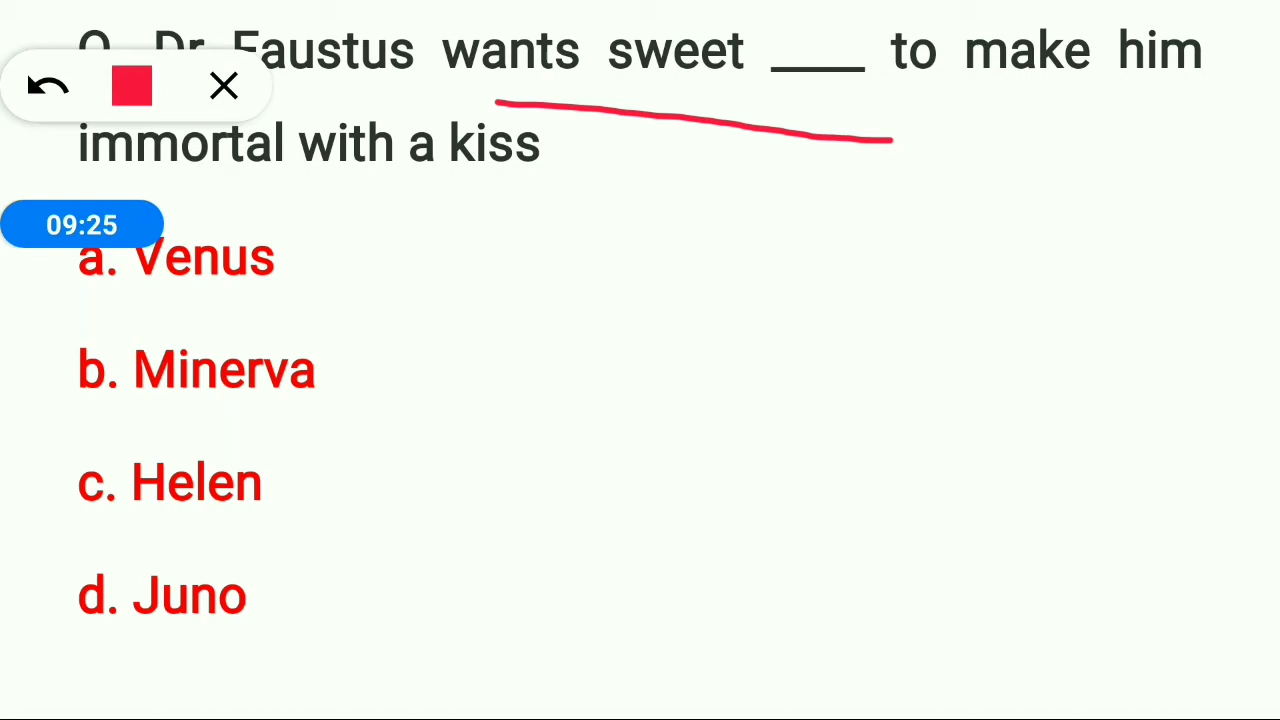 Q. Dr. Faustus wants sweet ____ to make him
immortal with a kiss
09:25
a. Venus
b. Minerva
c. Helen
d. Juno